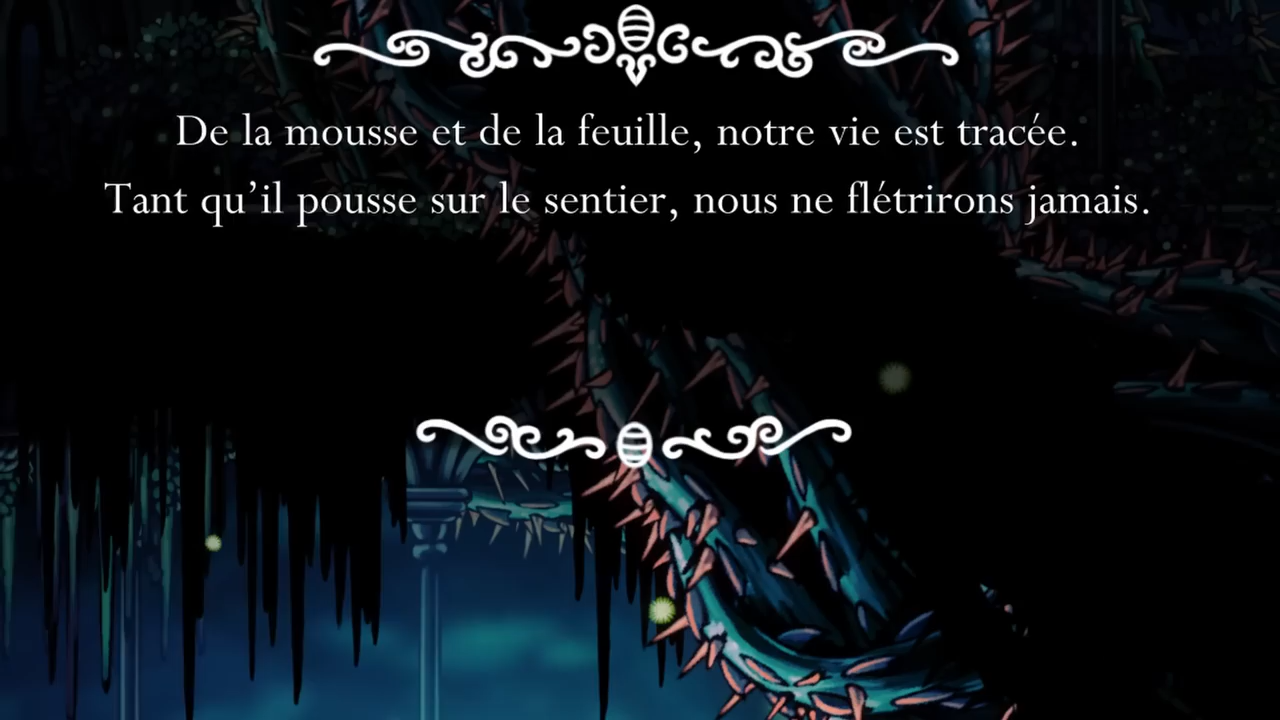 De la mousse et de la feuille, notre vie est tracée.
Tant qu’il pousse sur le sentier, nous ne flétrirons jamais.